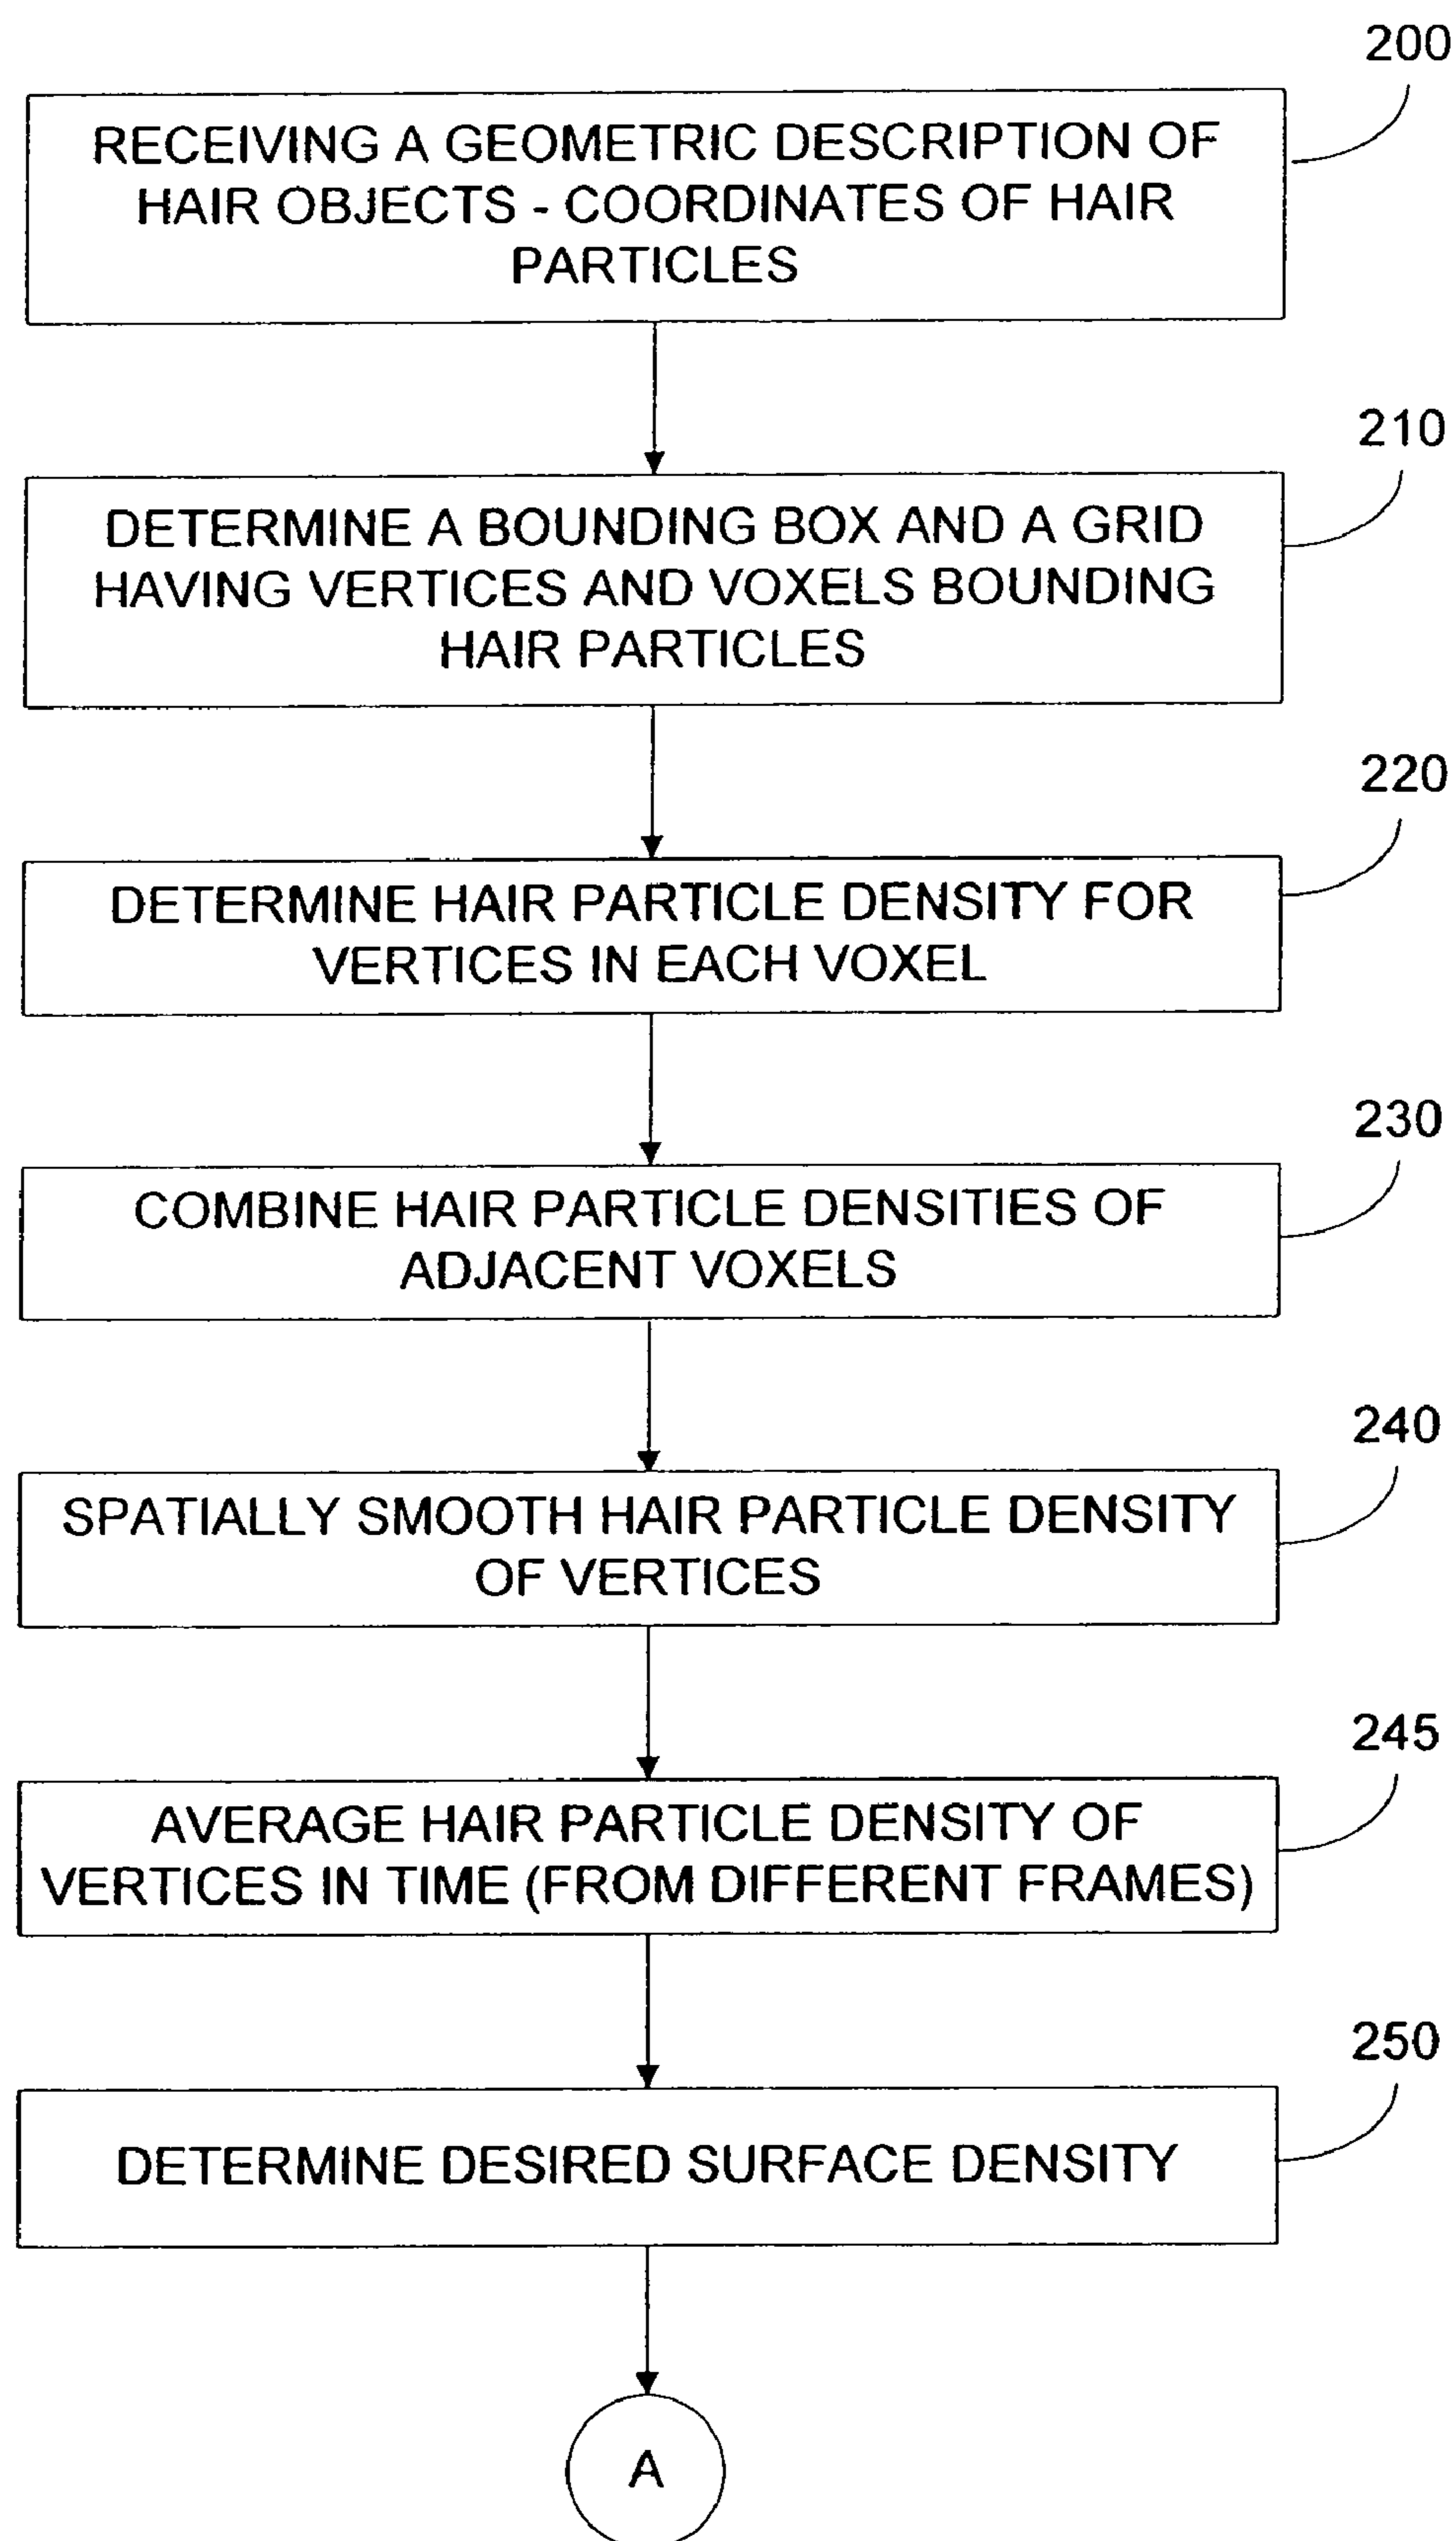 200
RECEIVING A GEOMETRIC DESCRIPTION OF
HAIR OBJECTS - COORDINATES OF HAIR
PARTICLES
210
DETERMINE A BOUNDING BOX AND A GRID
HAVING VERTICES AND VOXELS BOUNDING
HAIR PARTICLES
220
DETERMINE HAIR PARTICLE DENSITY FOR
VERTICES IN EACH VOXEL
230
COMBINE HAIR PARTICLE DENSITIES OF
ADJACENT VOXELS
240
SPATIALLY SMOOTH HAIR PARTICLE DENSITY
OF VERTICES
245
AVERAGE HAIR PARTICLE DENSITY OF
VERTICES IN TIME (FROM DIFFERENT FRAMES)
250
DETERMINE DESIRED SURFACE DENSITY
A